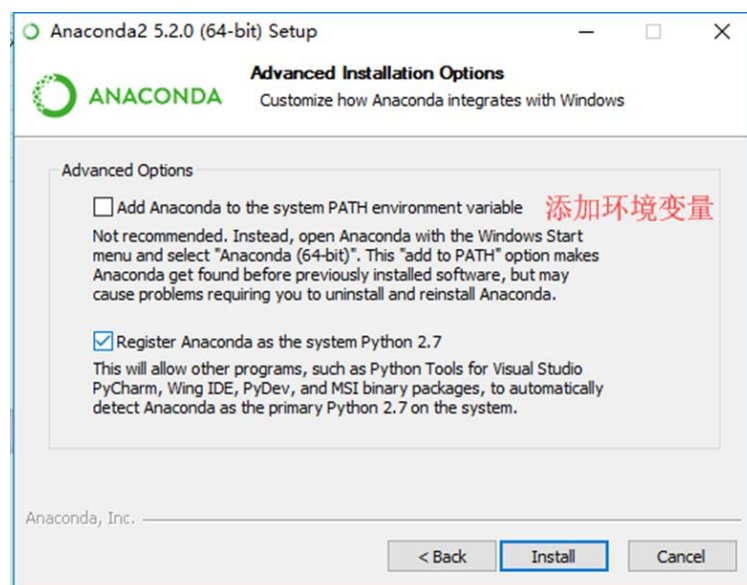 Anaconda2 5.2.0 (64-bit) Setup
ANACONDA
Advanced Installation Options
Customize how Anaconda integrates with Windows
Advanced Options
Add Anaconda to the system PATH environment variable 添加环境变量
Not recommended. Instead, open Anaconda with the Windows Start
menu and select "Anaconda (64-bit)". This "add to PATH" option makes
Anaconda get found before previously installed software, but may
cause problems requiring you to uninstall and reinstall Anaconda.
Register Anaconda as the system Python 2.7
This will allow other programs, such as Python Tools for Visual Studio
PyCharm, Wing IDE, PyDev, and MSI binary packages, to automatically
detect Anaconda as the primary Python 2.7 on the system.
Anaconda, Inc.
< Back Install Cancel